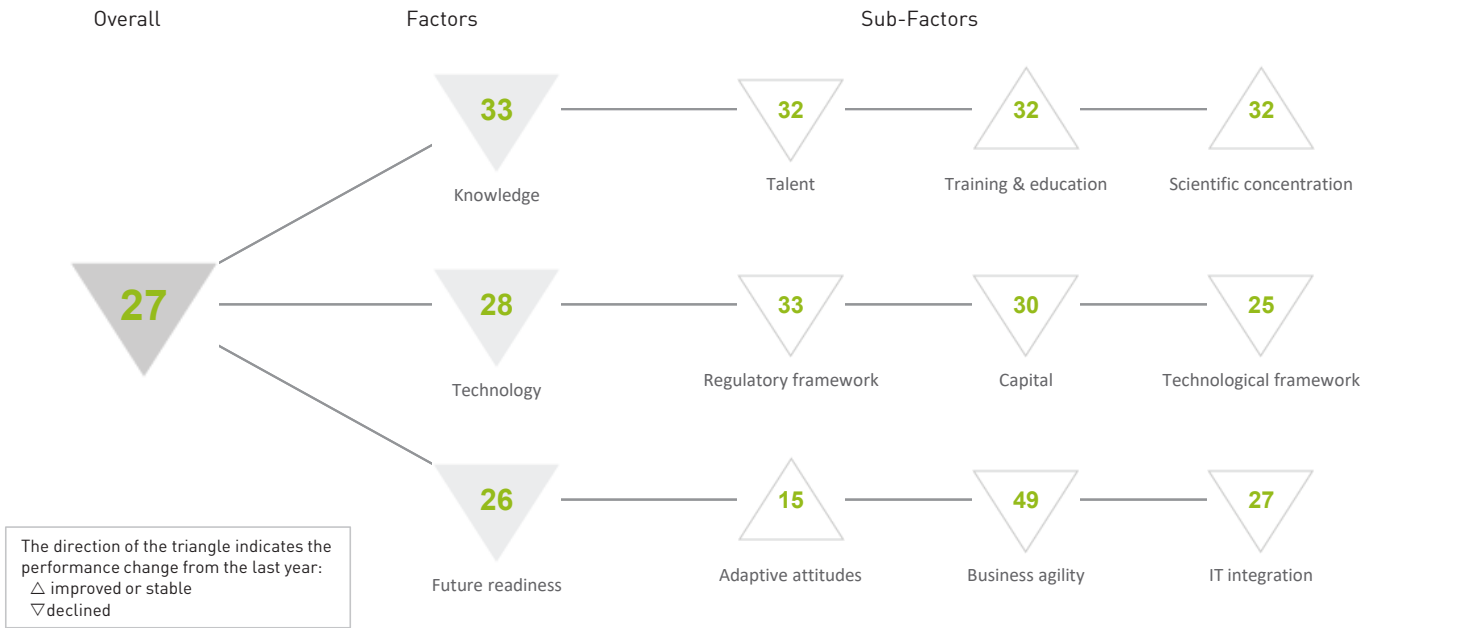 Overall Factors Sub-Factors
33 32 32 32
Knowledge Talent Training & education Scientific concentration
27 28 33 30 25
Technology Regulatory framework Capital Technological framework
26 15 49 27
Future readiness Adaptive attitudes Business agility IT integration
The direction of the triangle indicates the
performance change from the last year:
△ improved or stable
▽declined